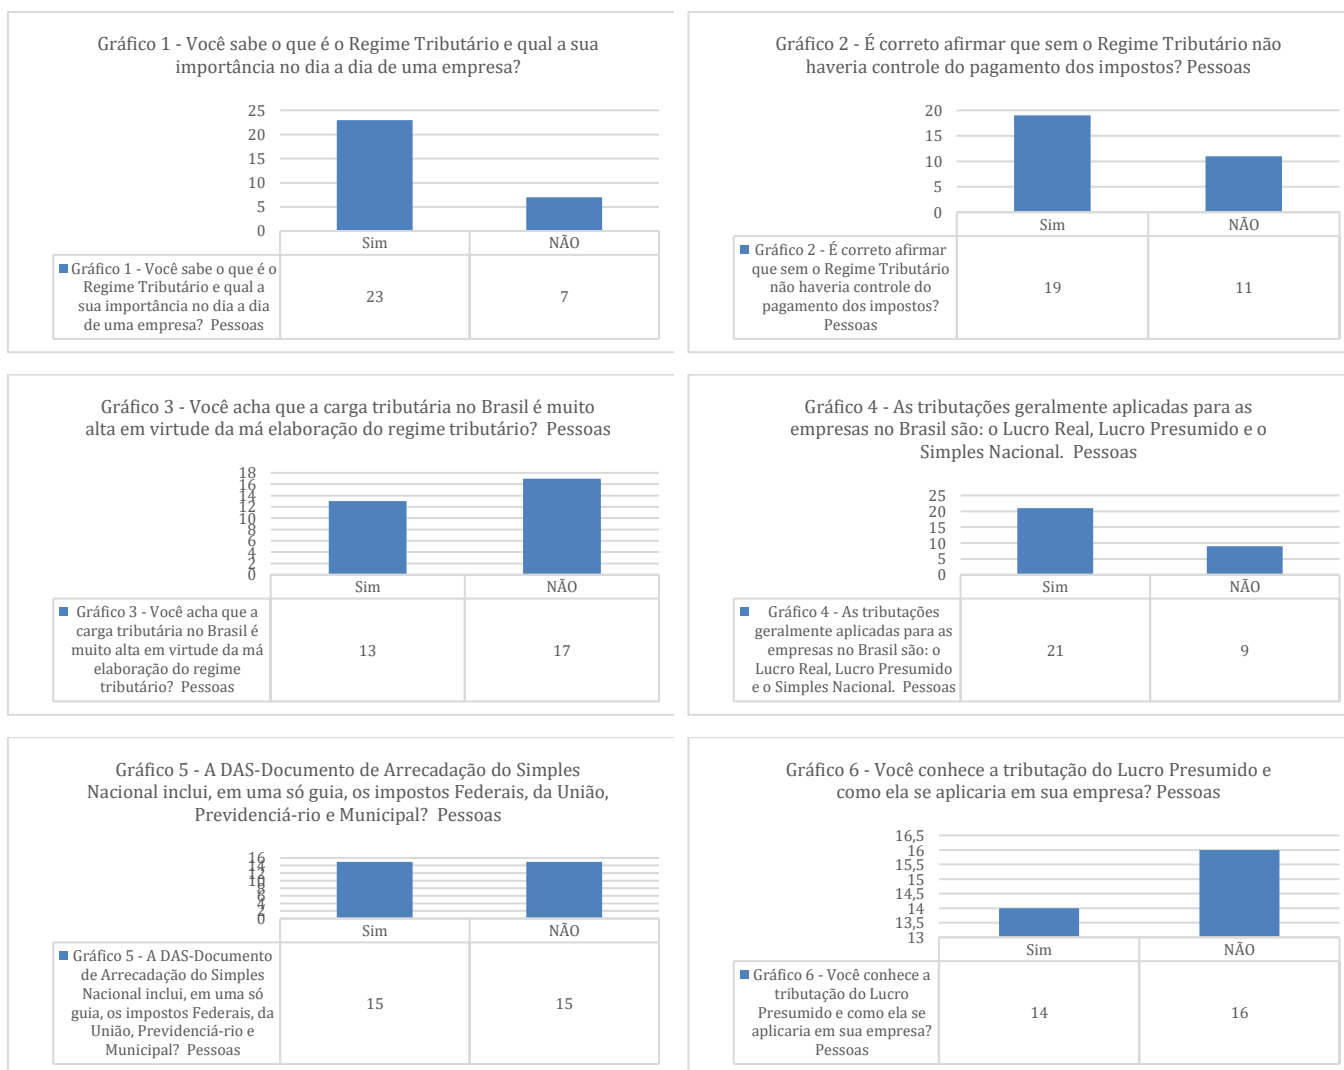 Gráfico 1 - Você sabe o que é o Regime Tributário e qual a sua
importância no dia a dia de uma empresa?
25
20
15
10
5
0
Sim
NÃO
Gráfico 1 - Você sabe o que é o
Regime Tributário e qual a
sua importância no dia a dia
de uma empresa? Pessoas
23
7
Gráfico 2 - É correto afirmar que sem o Regime Tributário não
haveria controle do pagamento dos impostos? Pessoas
20
15
10
5
0
Sim
NÃO
Gráfico 2 - É correto afirmar
que sem o Regime Tributário
não haveria controle do
pagamento dos impostos?
Pessoas
19
11
Gráfico 3 - Você acha que a carga tributária no Brasil é muito
alta em virtude da má elaboração do regime tributário? Pessoas
18
16
14
12
10
8
6
4
2
0
Sim
NÃO
Gráfico 3 - Você acha que a
carga tributária no Brasil é
muito alta em virtude da má
elaboração do regime
tributário? Pessoas
13
17
Gráfico 4 - As tributações geralmente aplicadas para as
empresas no Brasil são: o Lucro Real, Lucro Presumido e o
Simples Nacional. Pessoas
25
20
15
10
5
0
Sim
NÃO
Gráfico 4 - As tributações
geralmente aplicadas para as
empresas no Brasil são: o
Lucro Real, Lucro Presumido
e o Simples Nacional. Pessoas
21
9
Gráfico 5 - A DAS-Documento de Arrecadação do Simples
Nacional inclui, em uma só guia, os impostos Federais, da União,
Previdenciá-rio e Municipal? Pessoas
16
14
12
10
8
6
4
2
0
Sim
NÃO
Gráfico 5 - A DAS-Documento
de Arrecadação do Simples
Nacional inclui, em uma só
guia, os impostos Federais, da
União, Previdenciá-rio e
Municipal? Pessoas
15
15
Gráfico 6 - Você conhece a tributação do Lucro Presumido e
como ela se aplicaria em sua empresa? Pessoas
16,5
16
15,5
15
14,5
14
13,5
13
Sim
NÃO
Gráfico 6 - Você conhece a
tributação do Lucro
Presumido e como ela se
aplicaria em sua empresa?
Pessoas
14
16